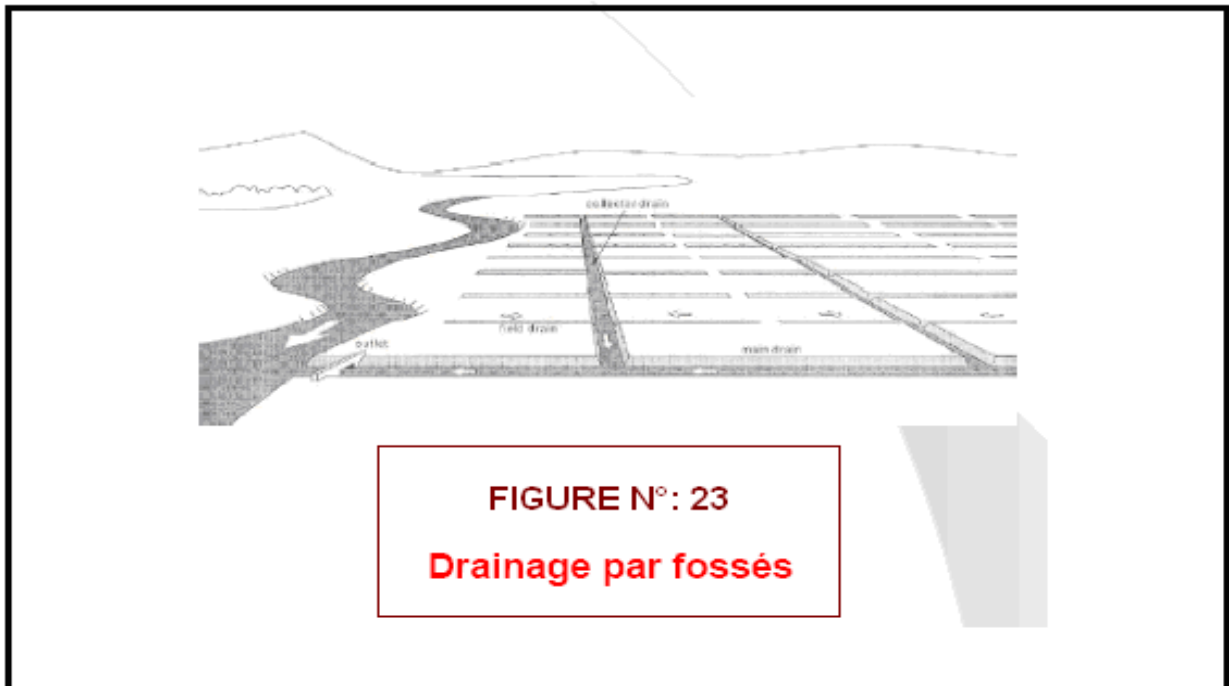 collector drain
field drain
outlet
main drain
FIGURE N°: 23
Drainage par fossés